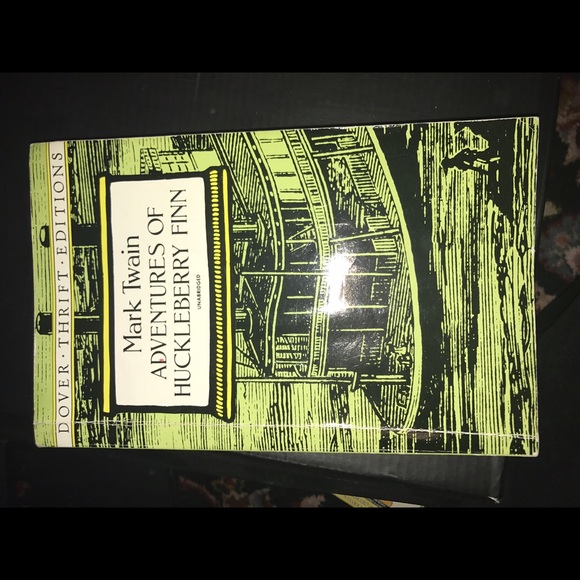 DOVER · THRIFT · EDITIONS
Mark Twain
ADVENTURES OF
HUCKLEBERRY FINN
UNABRIDGED